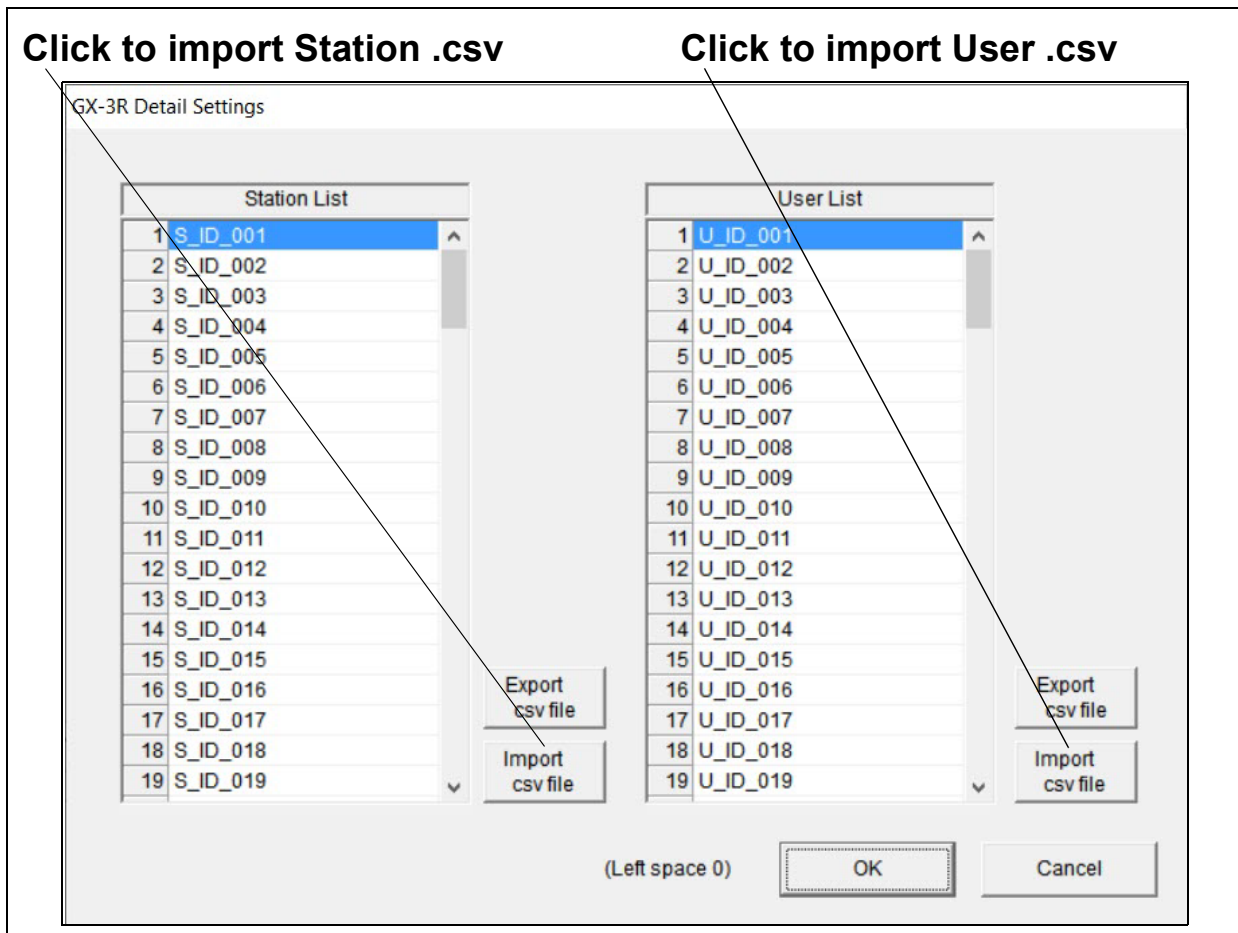 Click to import Station .csv
Click to import User .csv
GX-3R Detail Settings
Station List
1 S_ID_001
2 S_ID_002
3 S_ID_003
4 S_ID_004
5 S_ID_005
6 S_ID_006
7 S_ID_007
8 S_ID_008
9 S_ID_009
10 S_ID_010
11 S_ID_011
12 S_ID_012
13 S_ID_013
14 S_ID_014
15 S_ID_015
16 S_ID_016
17 S_ID_017
18 S_ID_018
19 S_ID_019
Export
csv file
Import
csv file
User List
1 U_ID_001
2 U_ID_002
3 U_ID_003
4 U_ID_004
5 U_ID_005
6 U_ID_006
7 U_ID_007
8 U_ID_008
9 U_ID_009
10 U_ID_010
11 U_ID_011
12 U_ID_012
13 U_ID_013
14 U_ID_014
15 U_ID_015
16 U_ID_016
17 U_ID_017
18 U_ID_018
19 U_ID_019
Export
csv file
Import
csv file
(Left space 0)
OK
Cancel